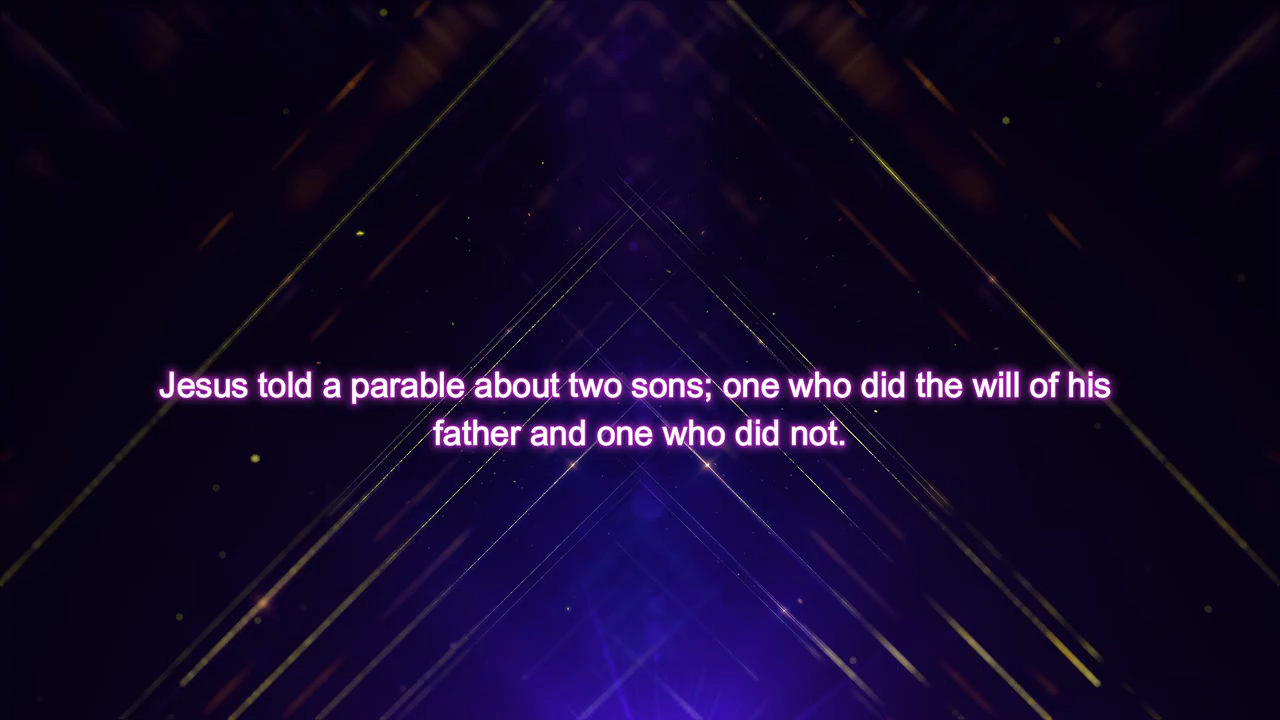 Jesus told a parable about two sons; one who did the will of his
father and one who did not.